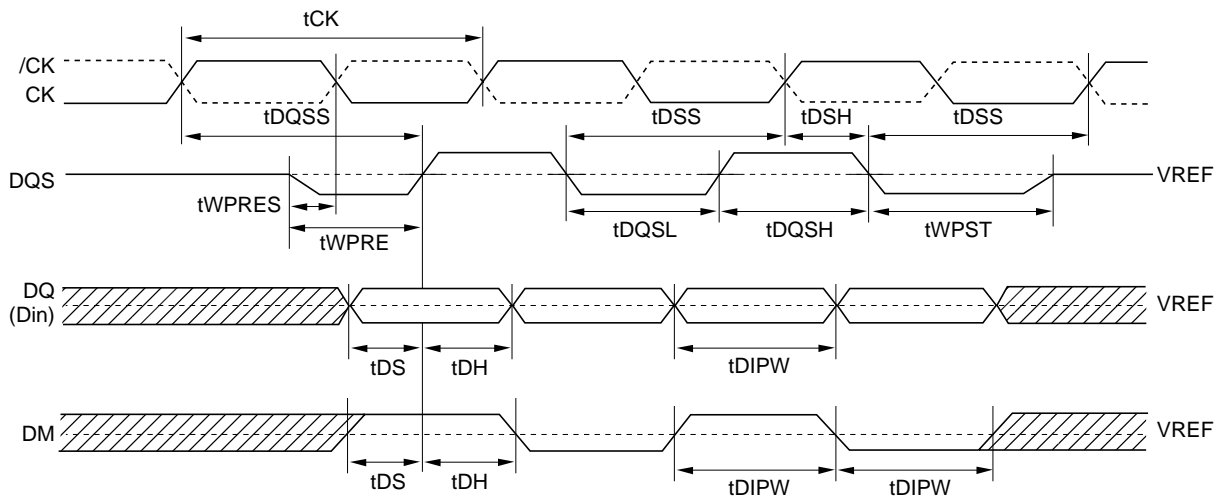 tCK
/CK
CK
tDQSS tDSS tDSH tDSS
DQS VREF
tWPRES
tWPRE tDQSL tDQSH tWPST
DQ
(Din) VREF
tDS tDH tDIPW
DM VREF
tDS tDH tDIPW tDIPW